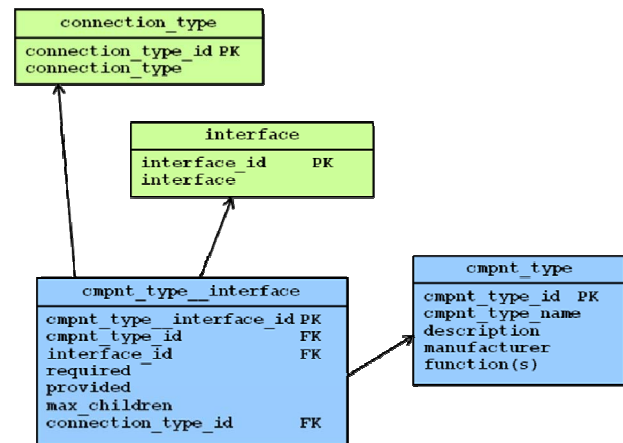 connection_type
connection_type_id PK
connection_type
interface
interface_id PK
interface
cmpnt_type__interface
cmpnt_type__interface_id PK
cmpnt_type_id FK
interface_id FK
required
provided
max_children
connection_type_id FK
cmpnt_type
cmpnt_type_id PK
cmpnt_type_name
description
manufacturer
function(s)